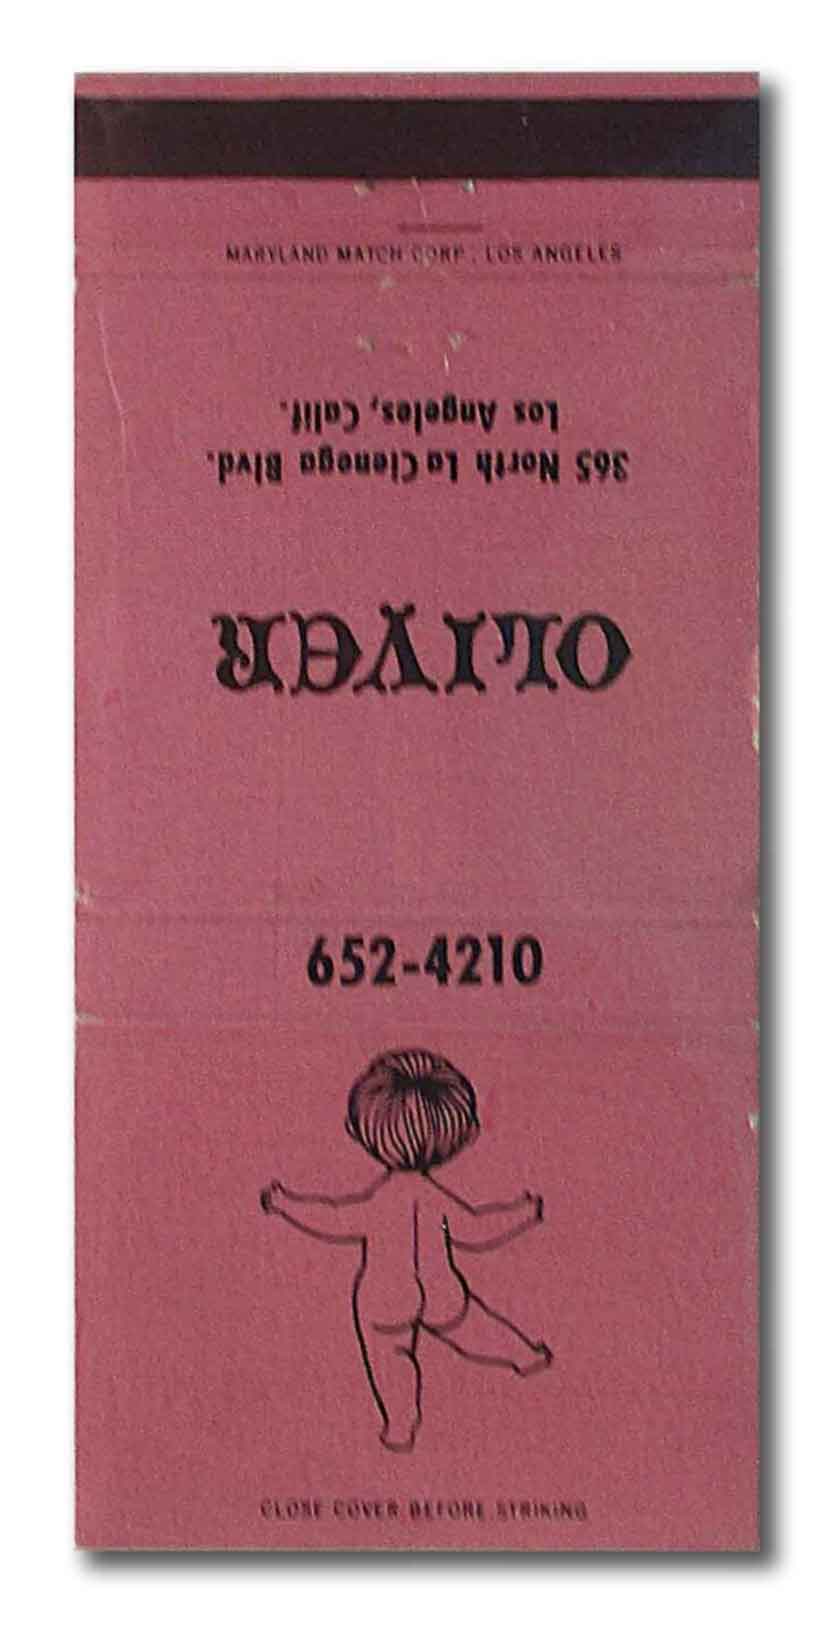 MARYLAND MATCH CORP., LOS ANGELES
OLIVER
365 North La Cienega Blvd.
Los Angeles, Calif.
652-4210
CLOSE COVER BEFORE STRIKING